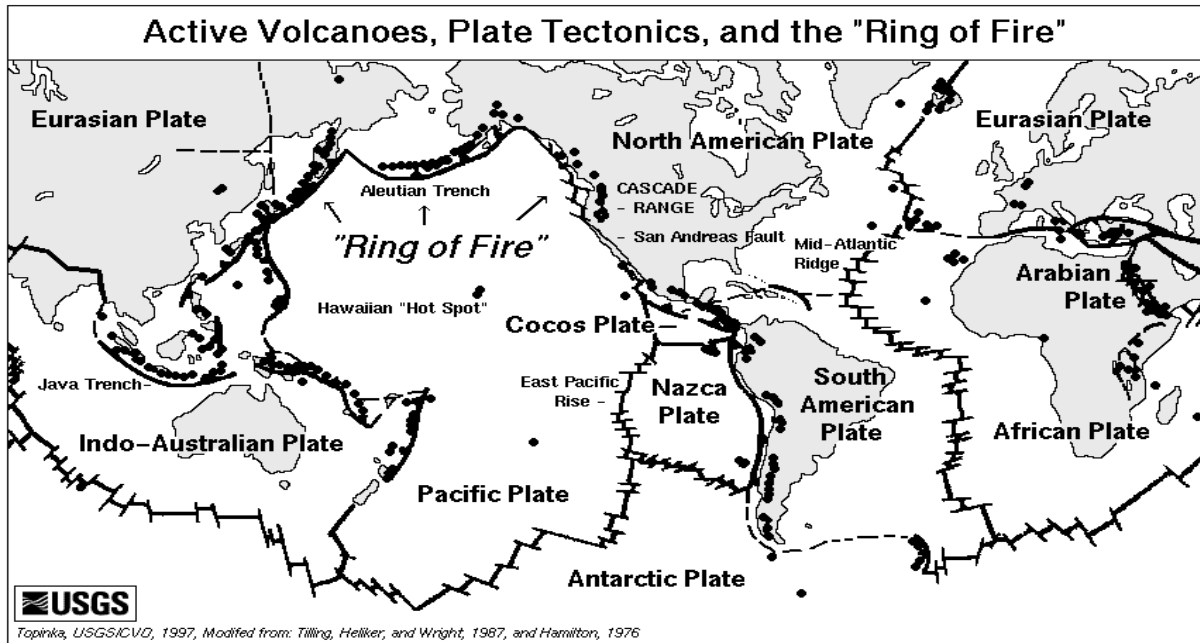 Active Volcanoes, Plate Tectonics, and the "Ring of Fire"
Eurasian Plate
North American Plate
Eurasian Plate
Aleutian Trench
CASCADE
- RANGE
"Ring of Fire"
- San Andreas Fault
Mid-Atlantic
Ridge
Arabian
Plate
Hawaiian "Hot Spot"
Cocos Plate-
Java Trench-
East Pacific
Rise -
Nazca
Plate
South
American
Plate
Indo-Australian Plate
African Plate
Pacific Plate
Antarctic Plate
USGS
Topinka, USGS/CVO, 1997, Modifed from: Tilling, Heliker, and Wright, 1987, and Hamilton, 1976